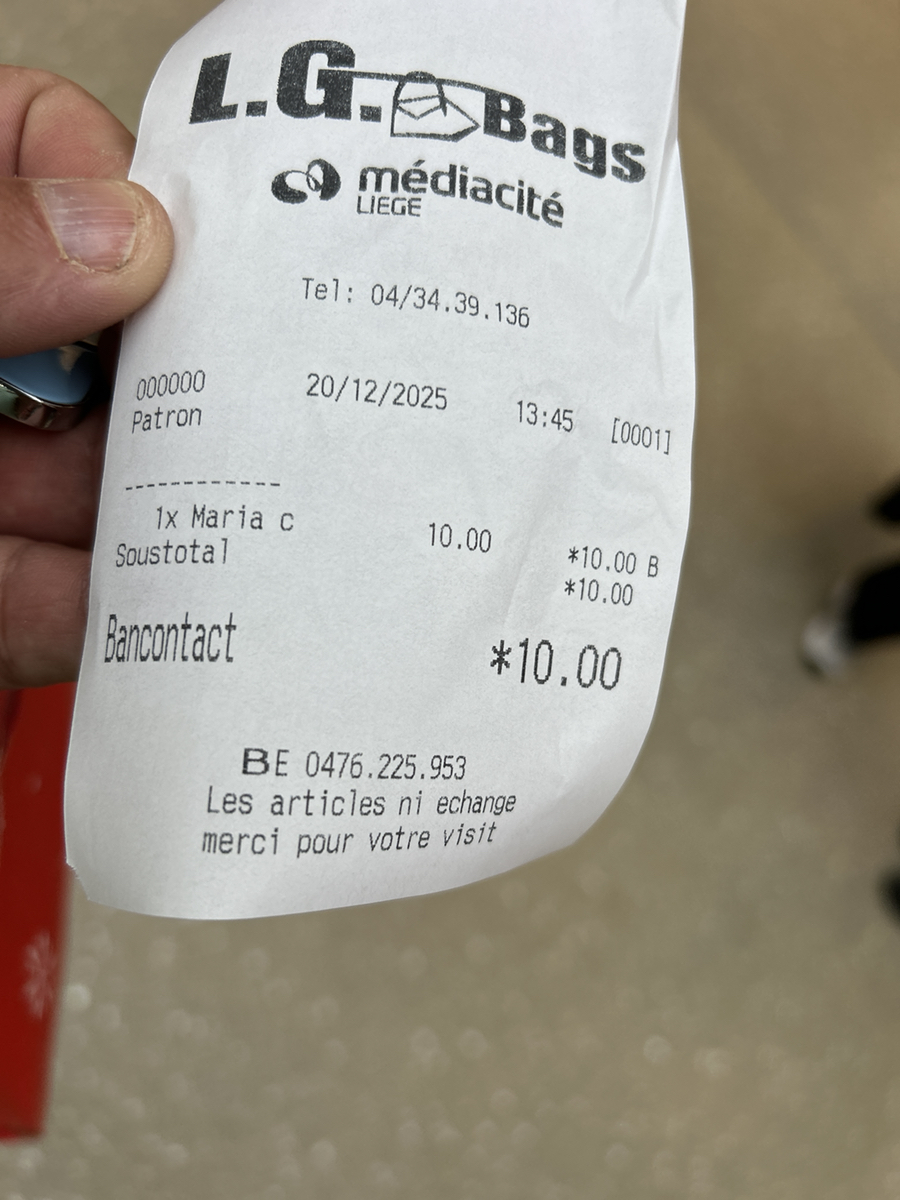 L.G. Bags
médiacité
LIEGE
Tel: 04/34.39.136
000000 20/12/2025 13:45 [0001]
Patron
------------
1x Maria c 10.00 *10.00 B
Soustotal *10.00
Bancontact *10.00
BE 0476.225.953
Les articles ni echange
merci pour votre visit